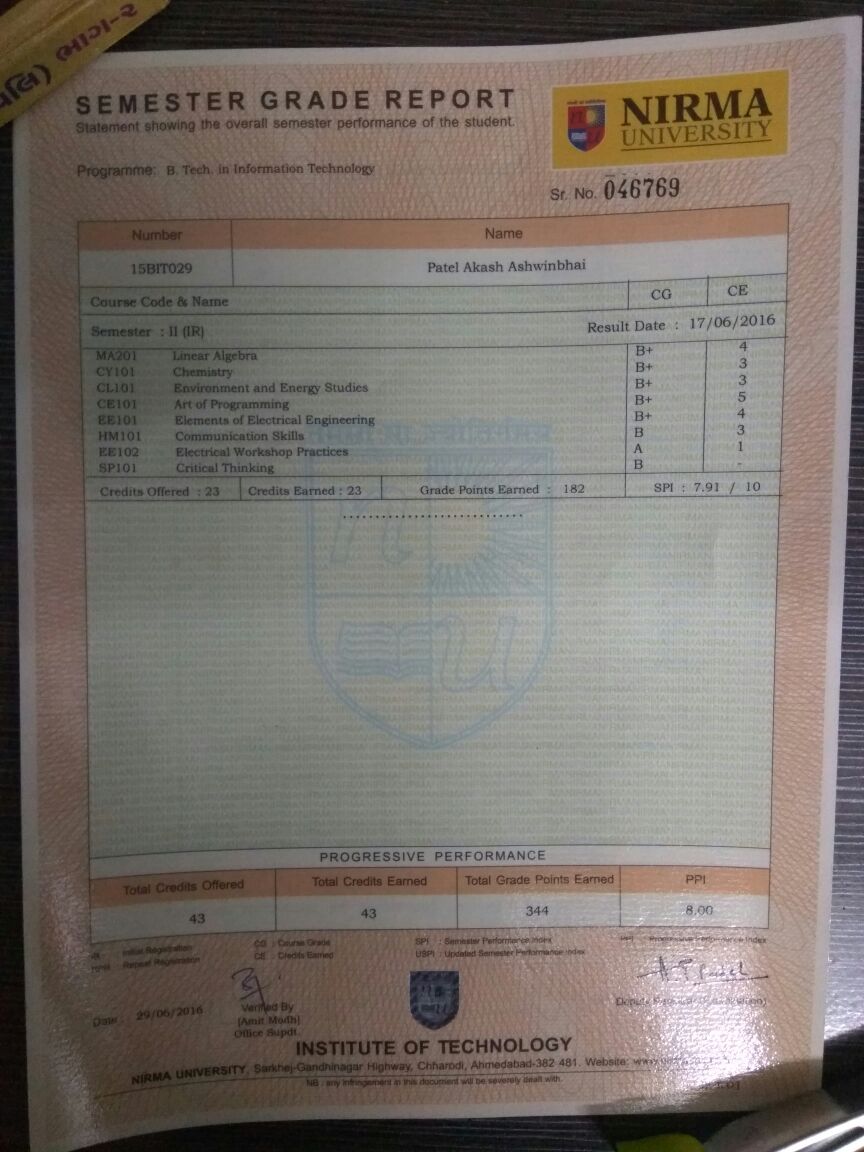 ભાગ-૨
SEMESTER GRADE REPORT
Statement showing the overall semester performance of the student.
NIRMA
UNIVERSITY
Programme: B. Tech. in Information Technology
Sr. No. 046769
Number Name
15BIT029 Patel Akash Ashwinbhai
Course Code & Name CG CE
Semester : II (IR) Result Date : 17/06/2016
MA201 Linear Algebra B+ 4
CY101 Chemistry B+ 3
CL101 Environment and Energy Studies B+ 3
CE101 Art of Programming B+ 5
EE101 Elements of Electrical Engineering B+ 4
HM101 Communication Skills B 3
EE102 Electrical Workshop Practices A 1
SP101 Critical Thinking B -
Credits Offered : 23 Credits Earned : 23 Grade Points Earned : 182 SPI : 7.91 / 10
PROGRESSIVE PERFORMANCE
Total Credits Offered Total Credits Earned Total Grade Points Earned PPI
43 43 344 8.00
Initial Registration CG : Course Grade SPI : Semester Performance Index PPI : Progressive Performance Index
Repeat Registration CE : Credits Earned USPI : Updated Semester Performance Index
Date : 29/06/2016
Verified By
[Amit Modh]
Office Supdt.
INSTITUTE OF TECHNOLOGY
NIRMA UNIVERSITY, Sarkhej-Gandhinagar Highway, Chharodi, Ahmedabad-382 481. Website:
NB : any infringement in this document will be severely dealt with.